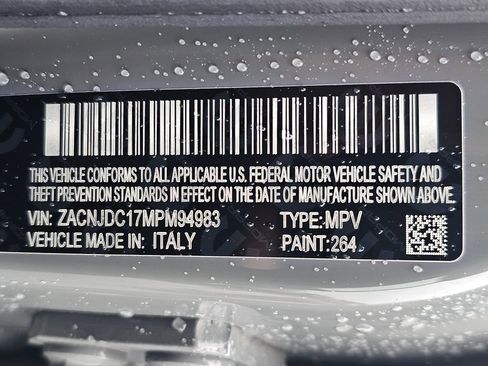 THIS VEHICLE CONFORMS TO ALL APPLICABLE U.S. FEDERAL MOTOR VEHICLE SAFETY AND
THEFT PREVENTION STANDARDS IN EFFECT ON THE DATE OF MANUFACTURE SHOWN ABOVE.
VIN: ZACNJDC17MPM94983 TYPE: MPV
VEHICLE MADE IN: ITALY PAINT: 264